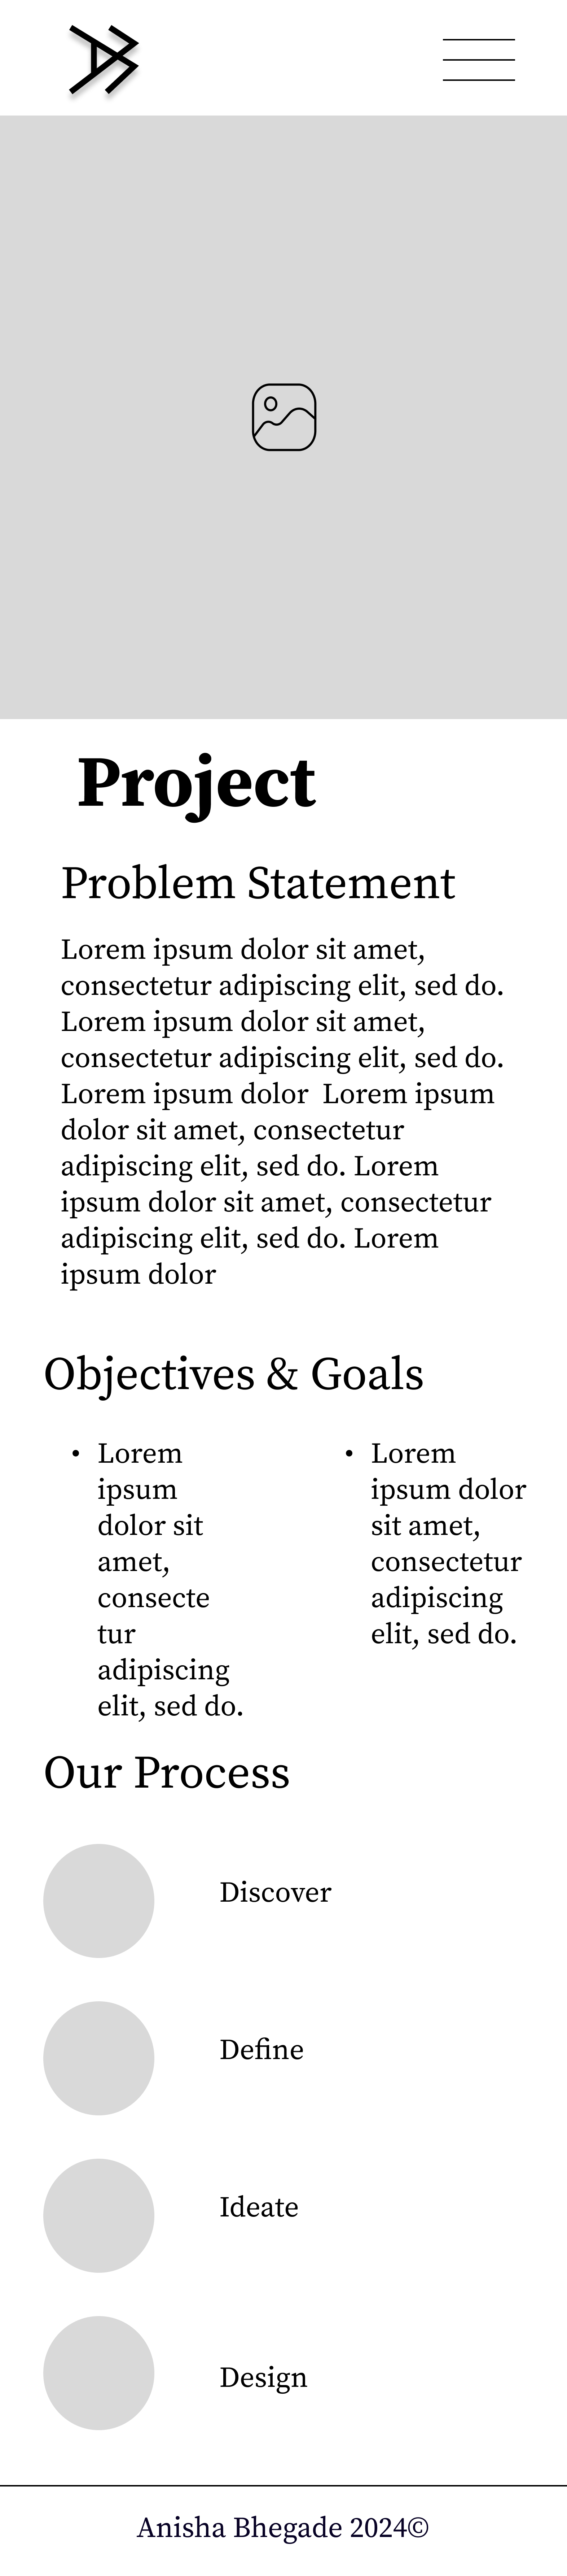 Project
Problem Statement
Lorem ipsum dolor sit amet,
consectetur adipiscing elit, sed do.
Lorem ipsum dolor sit amet,
consectetur adipiscing elit, sed do.
Lorem ipsum dolor  Lorem ipsum
dolor sit amet, consectetur
adipiscing elit, sed do. Lorem
ipsum dolor sit amet, consectetur
adipiscing elit, sed do. Lorem
ipsum dolor
Objectives & Goals
• Lorem
ipsum
dolor sit
amet,
consecte
tur
adipiscing
elit, sed do.
• Lorem
ipsum dolor
sit amet,
consectetur
adipiscing
elit, sed do.
Our Process
Discover
Define
Ideate
Design
Anisha Bhegade 2024©